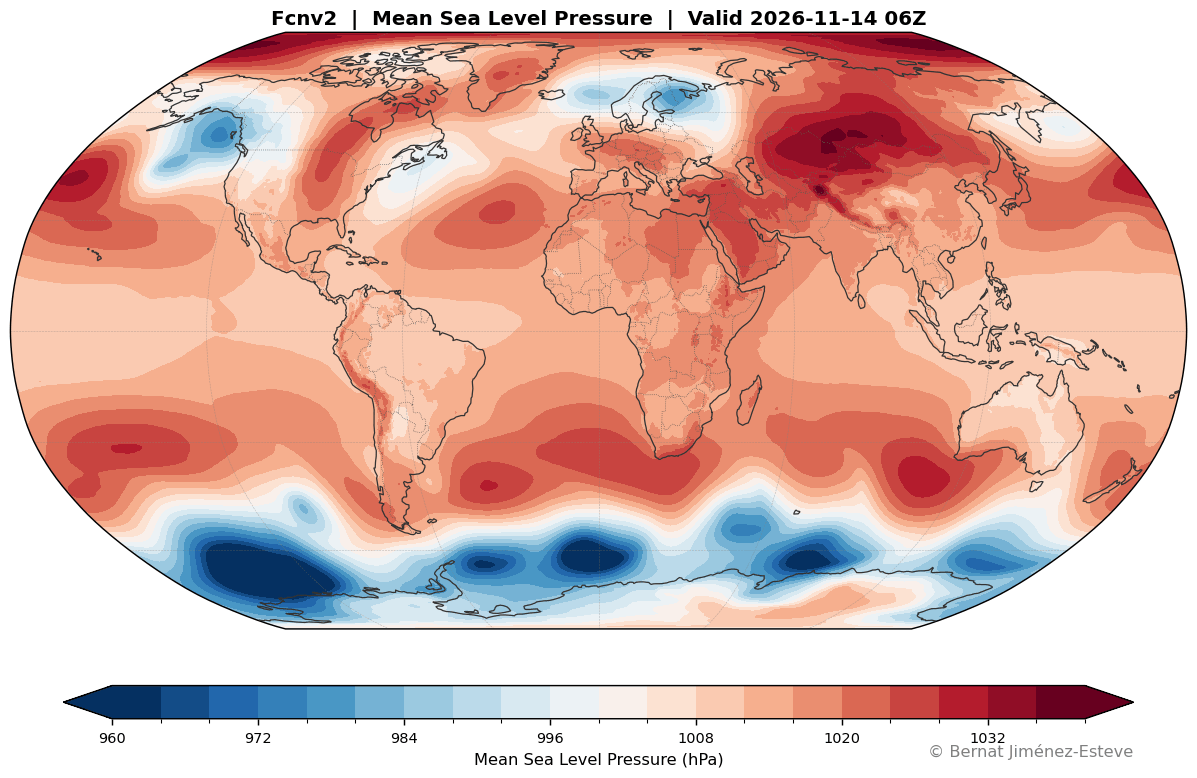 Fcnv2 | Mean Sea Level Pressure | Valid 2026-11-14 06Z
960 972 984 996 1008 1020 1032
Mean Sea Level Pressure (hPa)
© Bernat Jiménez-Esteve